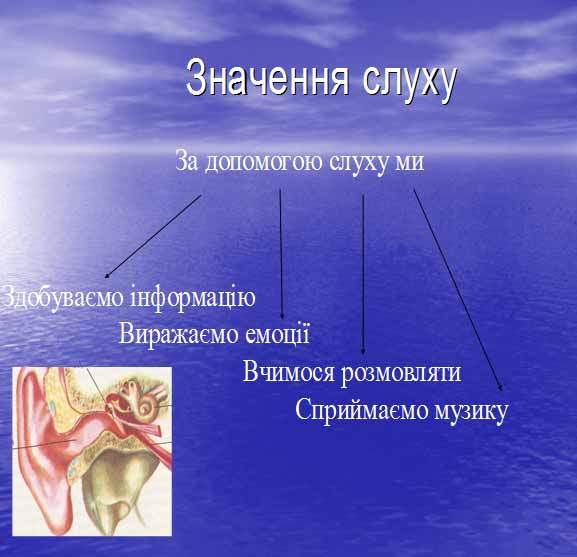 Значення слуху
За допомогою слуху ми
Здобуваємо інформацію
Виражаємо емоції
Вчимося розмовляти
Сприймаємо музику